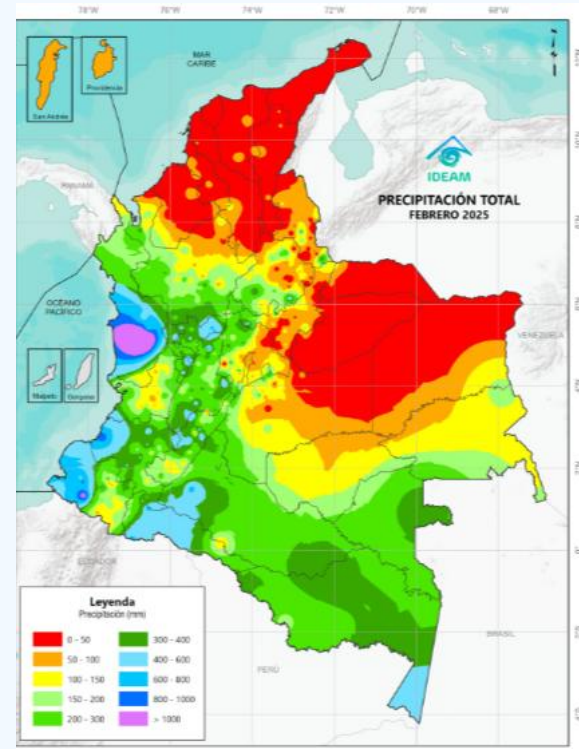 78°W 76°W 74°W 72°W 70°W 68°W
MAR
CARIBE
San Andrés
Providencia
PANAMÁ
IDEAM
PRECIPITACIÓN TOTAL
FEBRERO 2025
OCÉANO
PACÍFICO
VENEZUELA
Malpelo
Gorgona
ECUADOR
Leyenda
Precipitación (mm)
0 - 50
50 - 100
100 - 150
150 - 200
200 - 300
300 - 400
400 - 600
600 - 800
800 - 1000
> 1000
BRASIL
PERÚ